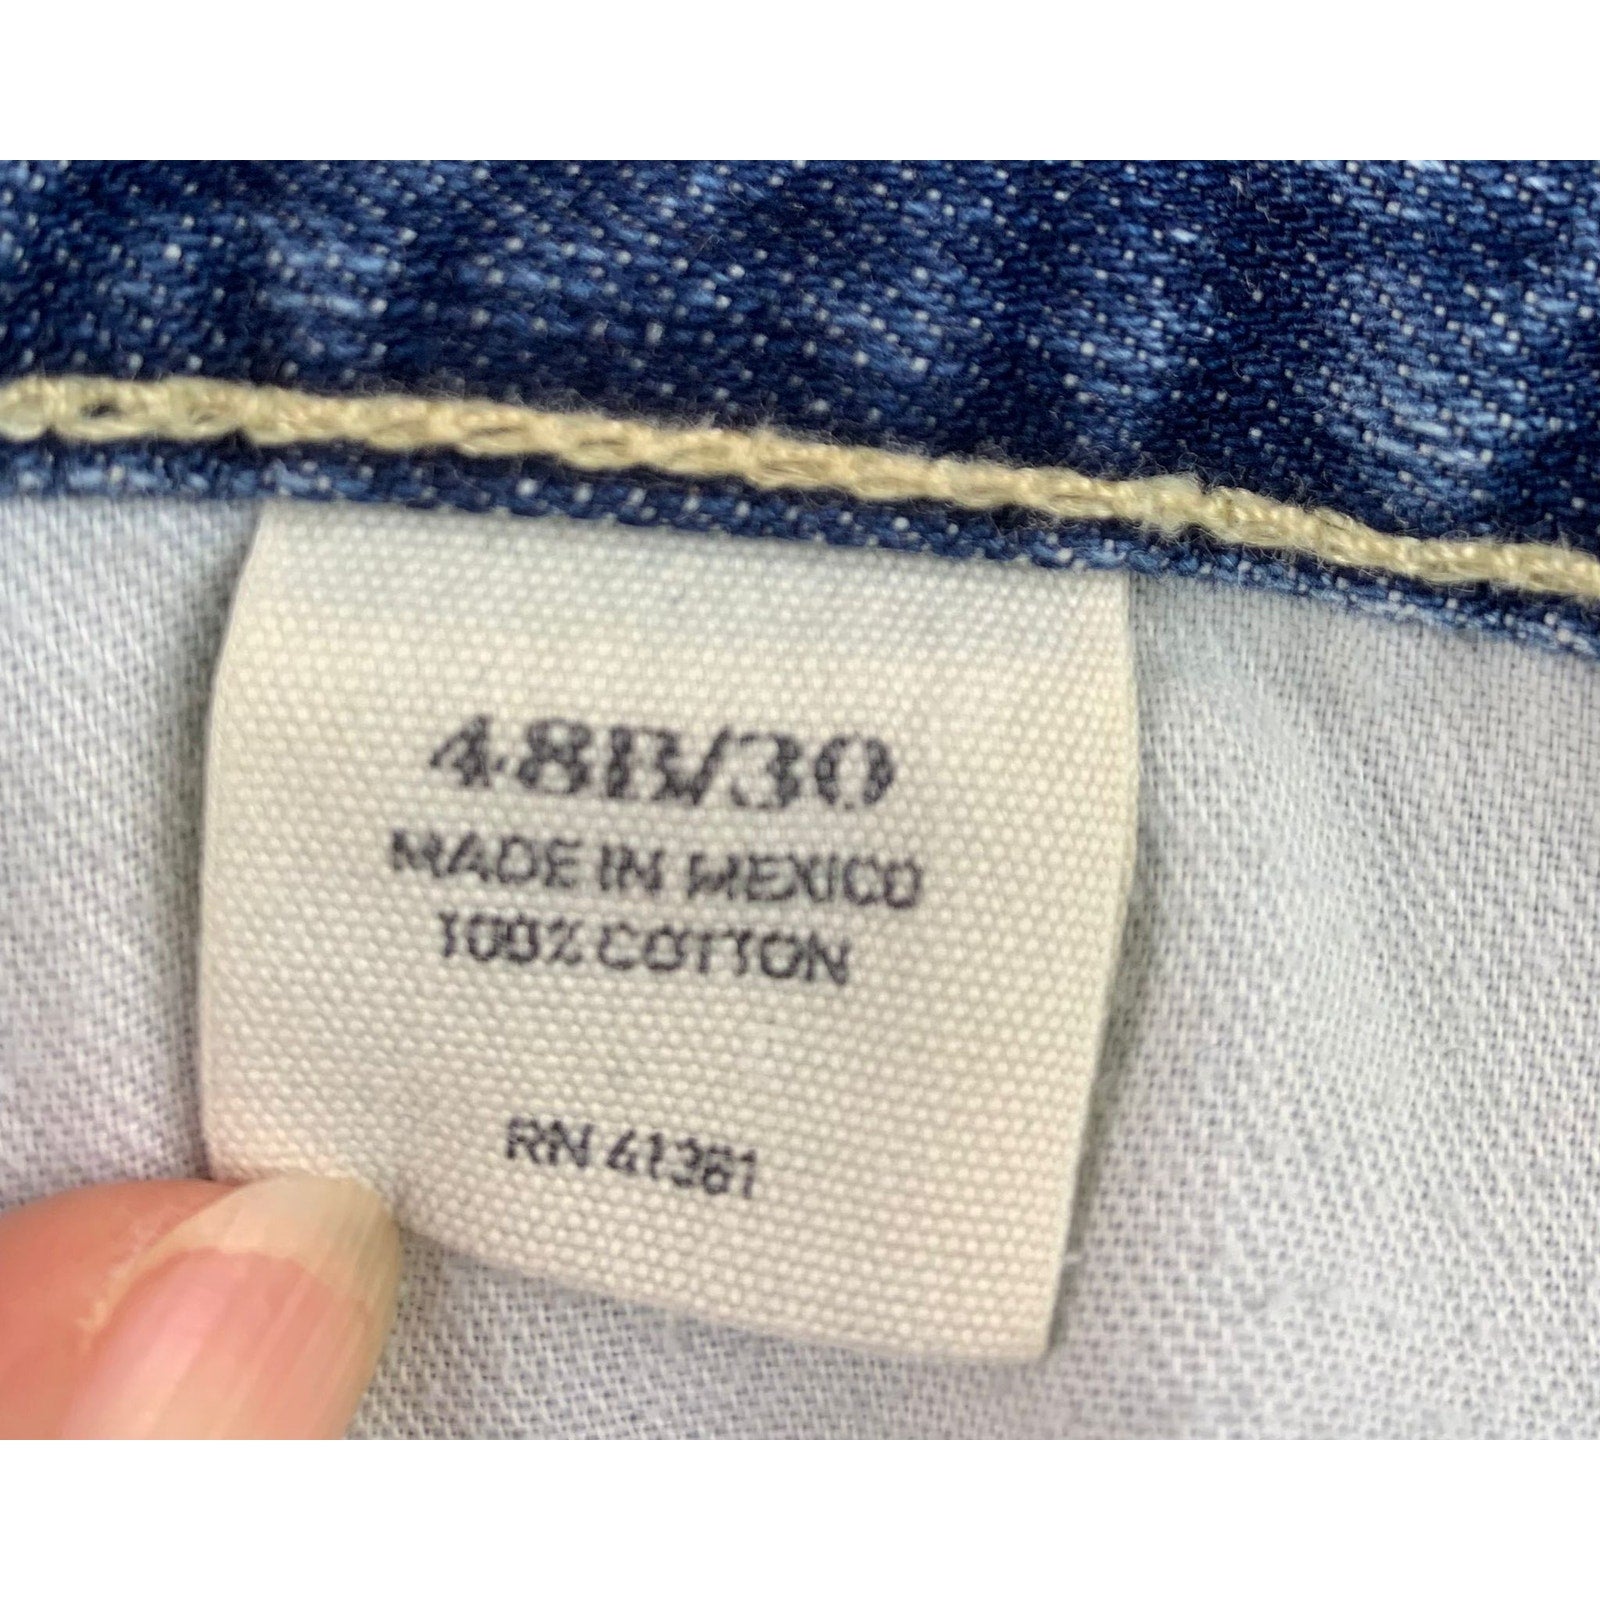 48B/30
MADE IN MEXICO
100% COTTON
RN 41381